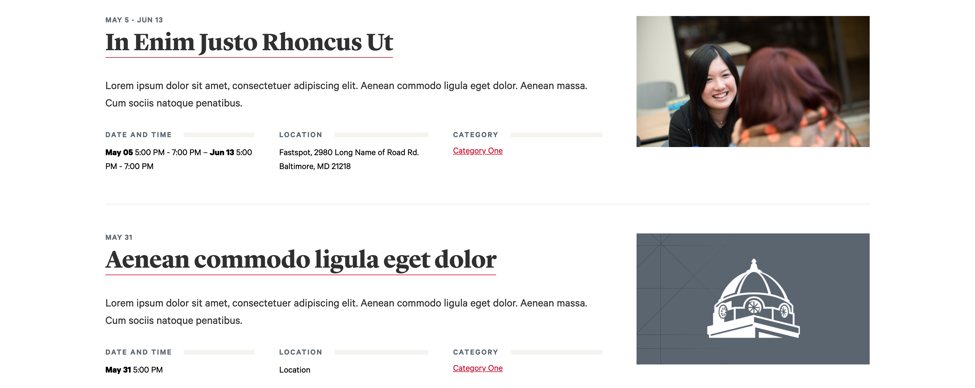 MAY 5 - JUN 13
In Enim Justo Rhoncus Ut
Lorem ipsum dolor sit amet, consectetuer adipiscing elit. Aenean commodo ligula eget dolor. Aenean massa.
Cum sociis natoque penatibus.
DATE AND TIME
May 05 5:00 PM - 7:00 PM – Jun 13 5:00
PM - 7:00 PM
LOCATION
Fastspot, 2980 Long Name of Road Rd.
Baltimore, MD 21218
CATEGORY
Category One
MAY 31
Aenean commodo ligula eget dolor
Lorem ipsum dolor sit amet, consectetuer adipiscing elit. Aenean commodo ligula eget dolor. Aenean massa.
Cum sociis natoque penatibus.
DATE AND TIME
May 31 5:00 PM
LOCATION
Location
CATEGORY
Category One